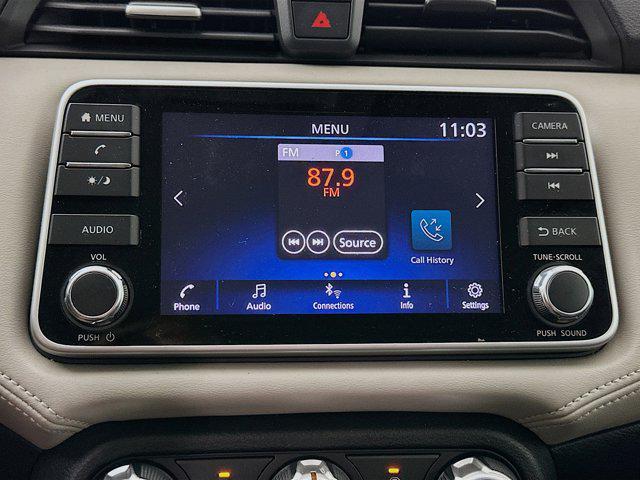 MENU
AUDIO
VOL
PUSH
MENU 11:03
FM P 1
87.9
FM
Source
Call History
Phone Audio Connections Info Settings
CAMERA
BACK
TUNE·SCROLL
PUSH SOUND